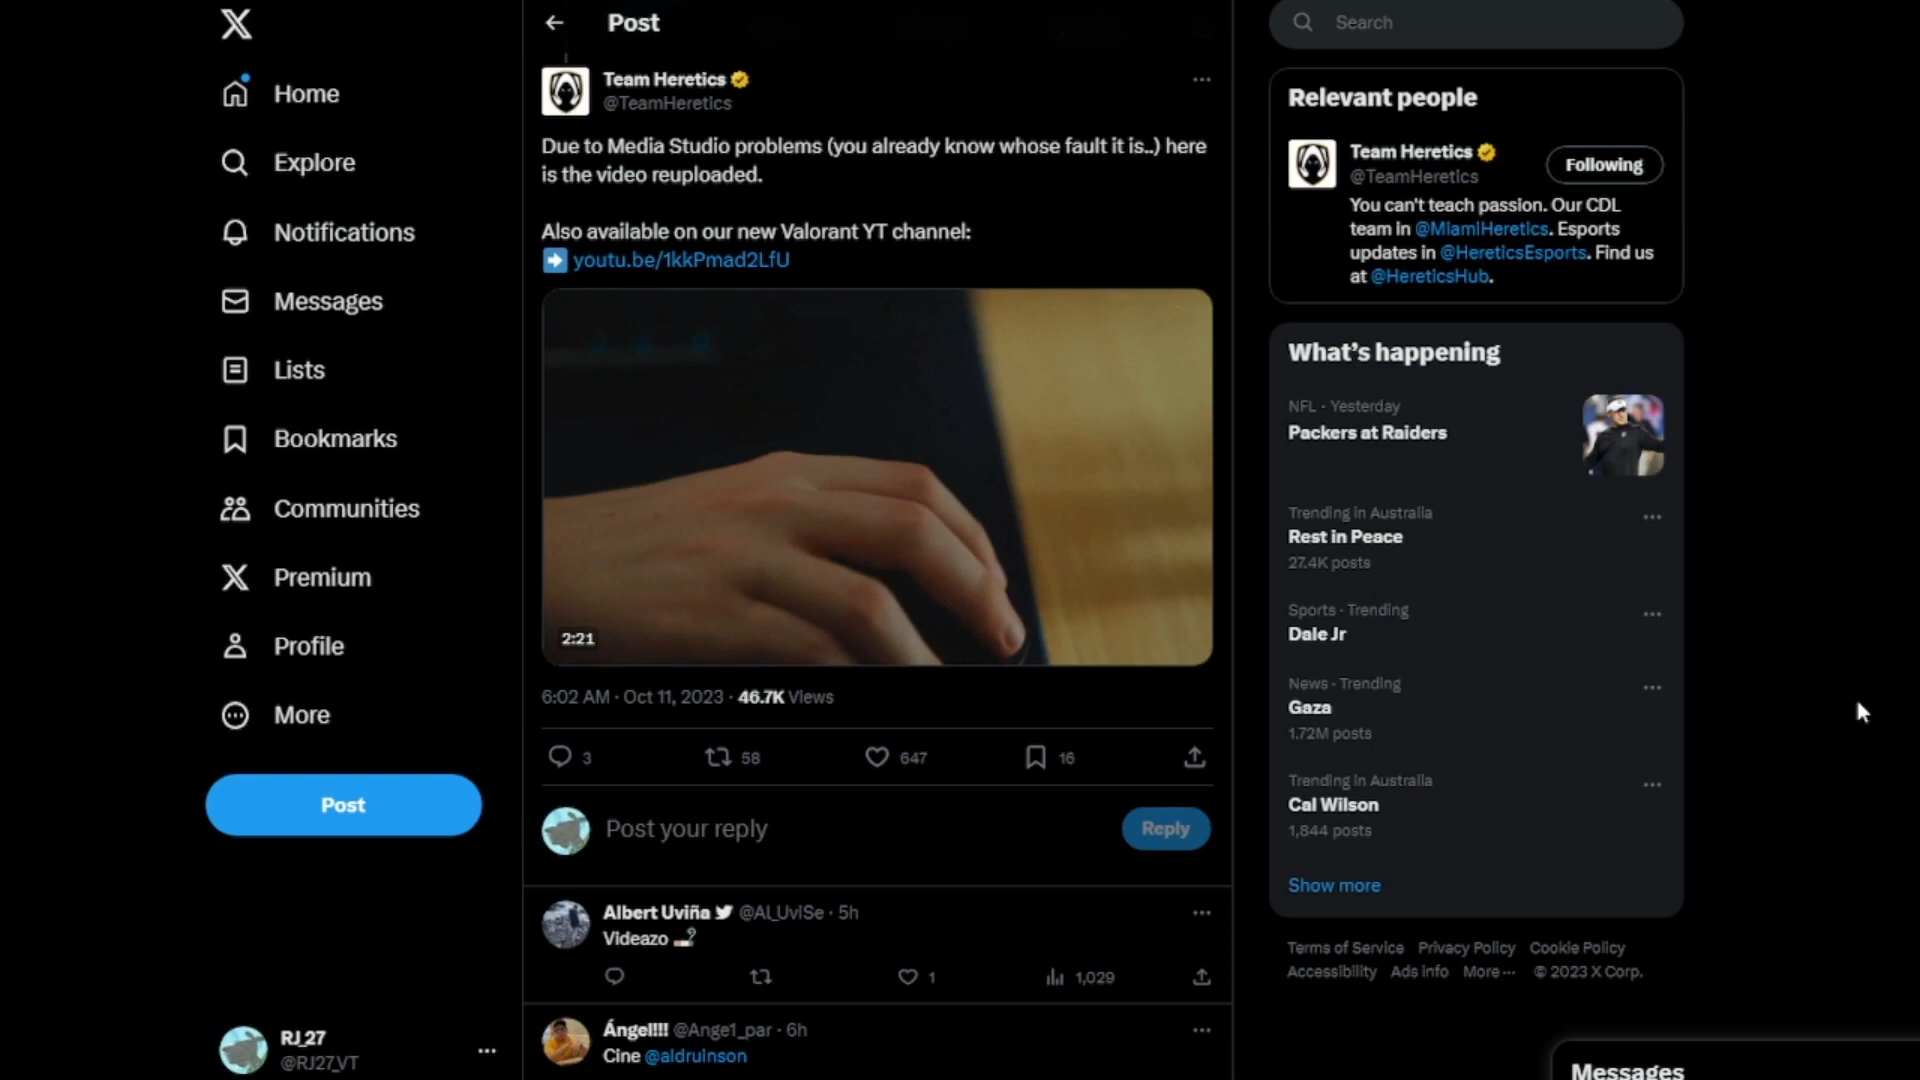 Home
Explore
Notifications
Messages
Lists
Bookmarks
Communities
Premium
Profile
More
Post
RJ_27
@RJ27_VT
Post
Team Heretics
@TeamHeretics
Due to Media Studio problems (you already know whose fault it is..) here
is the video reuploaded.
Also available on our new Valorant YT channel:
youtu.be/1kkPmad2LfU
2:21
6:02 AM · Oct 11, 2023 · 46.7K Views
3 58 647 16
Post your reply
Reply
Albert Uviña @Al_UviSe · 5h
Videazo
1 1,029
Ángel!!! @Ange1_par · 6h
Cine @aldruinson
Search
Relevant people
Team Heretics
@TeamHeretics
Following
You can't teach passion. Our CDL
team in @MiamiHeretics. Esports
updates in @HereticsEsports. Find us
at @HereticsHub.
What's happening
NFL · Yesterday
Packers at Raiders
Trending in Australia
Rest in Peace
27.4K posts
Sports · Trending
Dale Jr
News · Trending
Gaza
1.72M posts
Trending in Australia
Cal Wilson
1,844 posts
Show more
Terms of Service Privacy Policy Cookie Policy
Accessibility Ads info More ··· © 2023 X Corp.
Messages